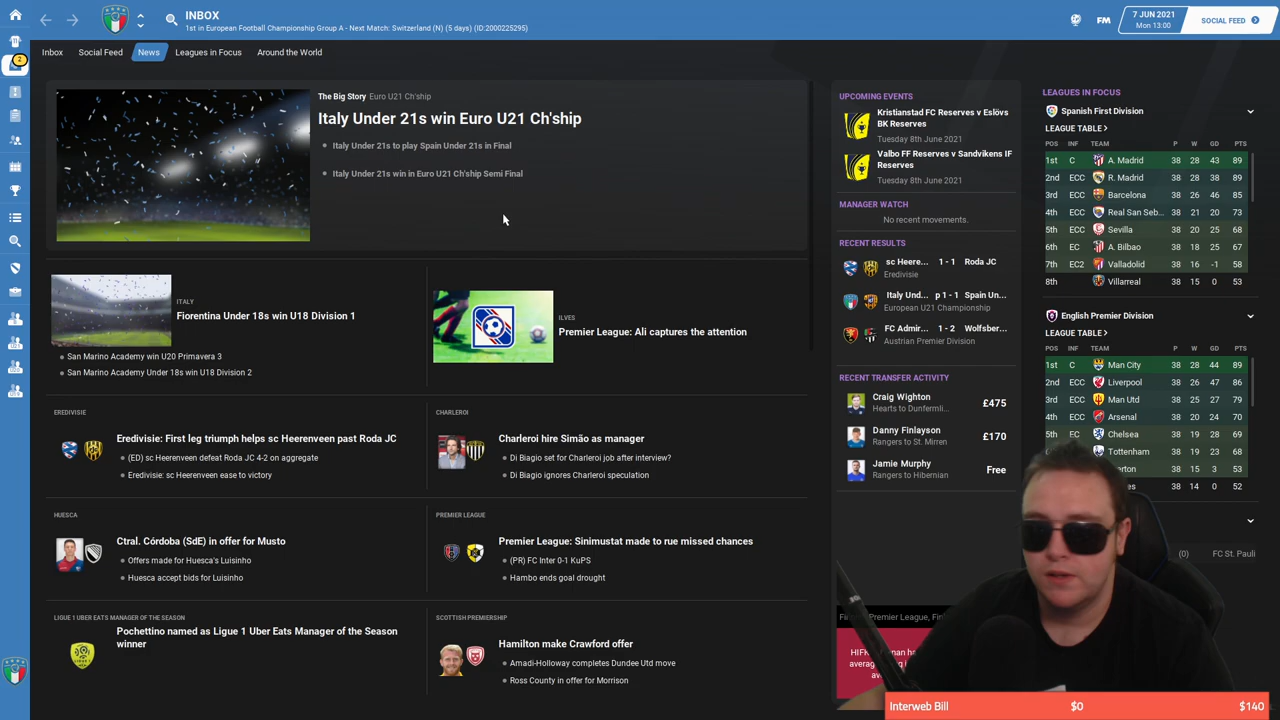 INBOX
1st in European Football Championship Group A - Next Match: Switzerland (N) (5 days) (ID:2000225295)
FM
7 JUN 2021
Mon 13:00
SOCIAL FEED
2
Inbox Social Feed News Leagues in Focus Around the World
The Big Story Euro U21 Ch'ship
Italy Under 21s win Euro U21 Ch'ship
Italy Under 21s to play Spain Under 21s in Final
Italy Under 21s win in Euro U21 Ch'ship Semi Final
ITALY
Fiorentina Under 18s win U18 Division 1
San Marino Academy win U20 Primavera 3
San Marino Academy Under 18s win U18 Division 2
ILVES
Premier League: Ali captures the attention
EREDIVISIE
Eredivisie: First leg triumph helps sc Heerenveen past Roda JC
(ED) sc Heerenveen defeat Roda JC 4-2 on aggregate
Eredivisie: sc Heerenveen ease to victory
CHARLEROI
Charleroi hire Simão as manager
Di Biagio set for Charleroi job after interview?
Di Biagio ignores Charleroi speculation
HUESCA
Ctral. Córdoba (SdE) in offer for Musto
Offers made for Huesca's Luisinho
Huesca accept bids for Luisinho
PREMIER LEAGUE
Premier League: Sinimustat made to rue missed chances
(PR) FC Inter 0-1 KuPS
Hambo ends goal drought
LIGUE 1 UBER EATS MANAGER OF THE SEASON
Pochettino named as Ligue 1 Uber Eats Manager of the Season
winner
SCOTTISH PREMIERSHIP
Hamilton make Crawford offer
Amadi-Holloway completes Dundee Utd move
Ross County in offer for Morrison
UPCOMING EVENTS
Kristianstad FC Reserves v Eslövs
BK Reserves
Tuesday 8th June 2021
Valbo FF Reserves v Sandvikens IF
Reserves
Tuesday 8th June 2021
MANAGER WATCH
No recent movements.
RECENT RESULTS
sc Heere... 1 - 1 Roda JC
Eredivisie
Italy Und... p 1 - 1 Spain Un...
European U21 Championship
FC Admir... 1 - 2 Wolfsber...
Austrian Premier Division
RECENT TRANSFER ACTIVITY
Craig Wighton
Hearts to Dunfermli...
£475
Danny Finlayson
Rangers to St. Mirren
£170
Jamie Murphy
Rangers to Hibernian
Free
LEAGUES IN FOCUS
Spanish First Division
LEAGUE TABLE
POS INF TEAM P W GD PTS
1st C A. Madrid 38 28 43 89
2nd ECC R. Madrid 38 28 38 89
3rd ECC Barcelona 38 26 46 85
4th ECC Real San Seb... 38 21 20 73
5th ECC Sevilla 38 20 25 68
6th EC A. Bilbao 38 18 25 67
7th EC2 Valladolid 38 16 -1 58
8th Villarreal 38 15 0 53
English Premier Division
LEAGUE TABLE
POS INF TEAM P W GD PTS
1st C Man City 38 28 44 89
2nd ECC Liverpool 38 26 47 86
3rd ECC Man Utd 38 25 27 79
4th ECC Arsenal 38 20 24 70
5th EC Chelsea 38 19 28 69
Tottenham 38 19 23 68
erton 38 15 3 53
es 38 14 0 52
(0) FC St. Pauli
Premier League,
Interweb Bill $0 $140